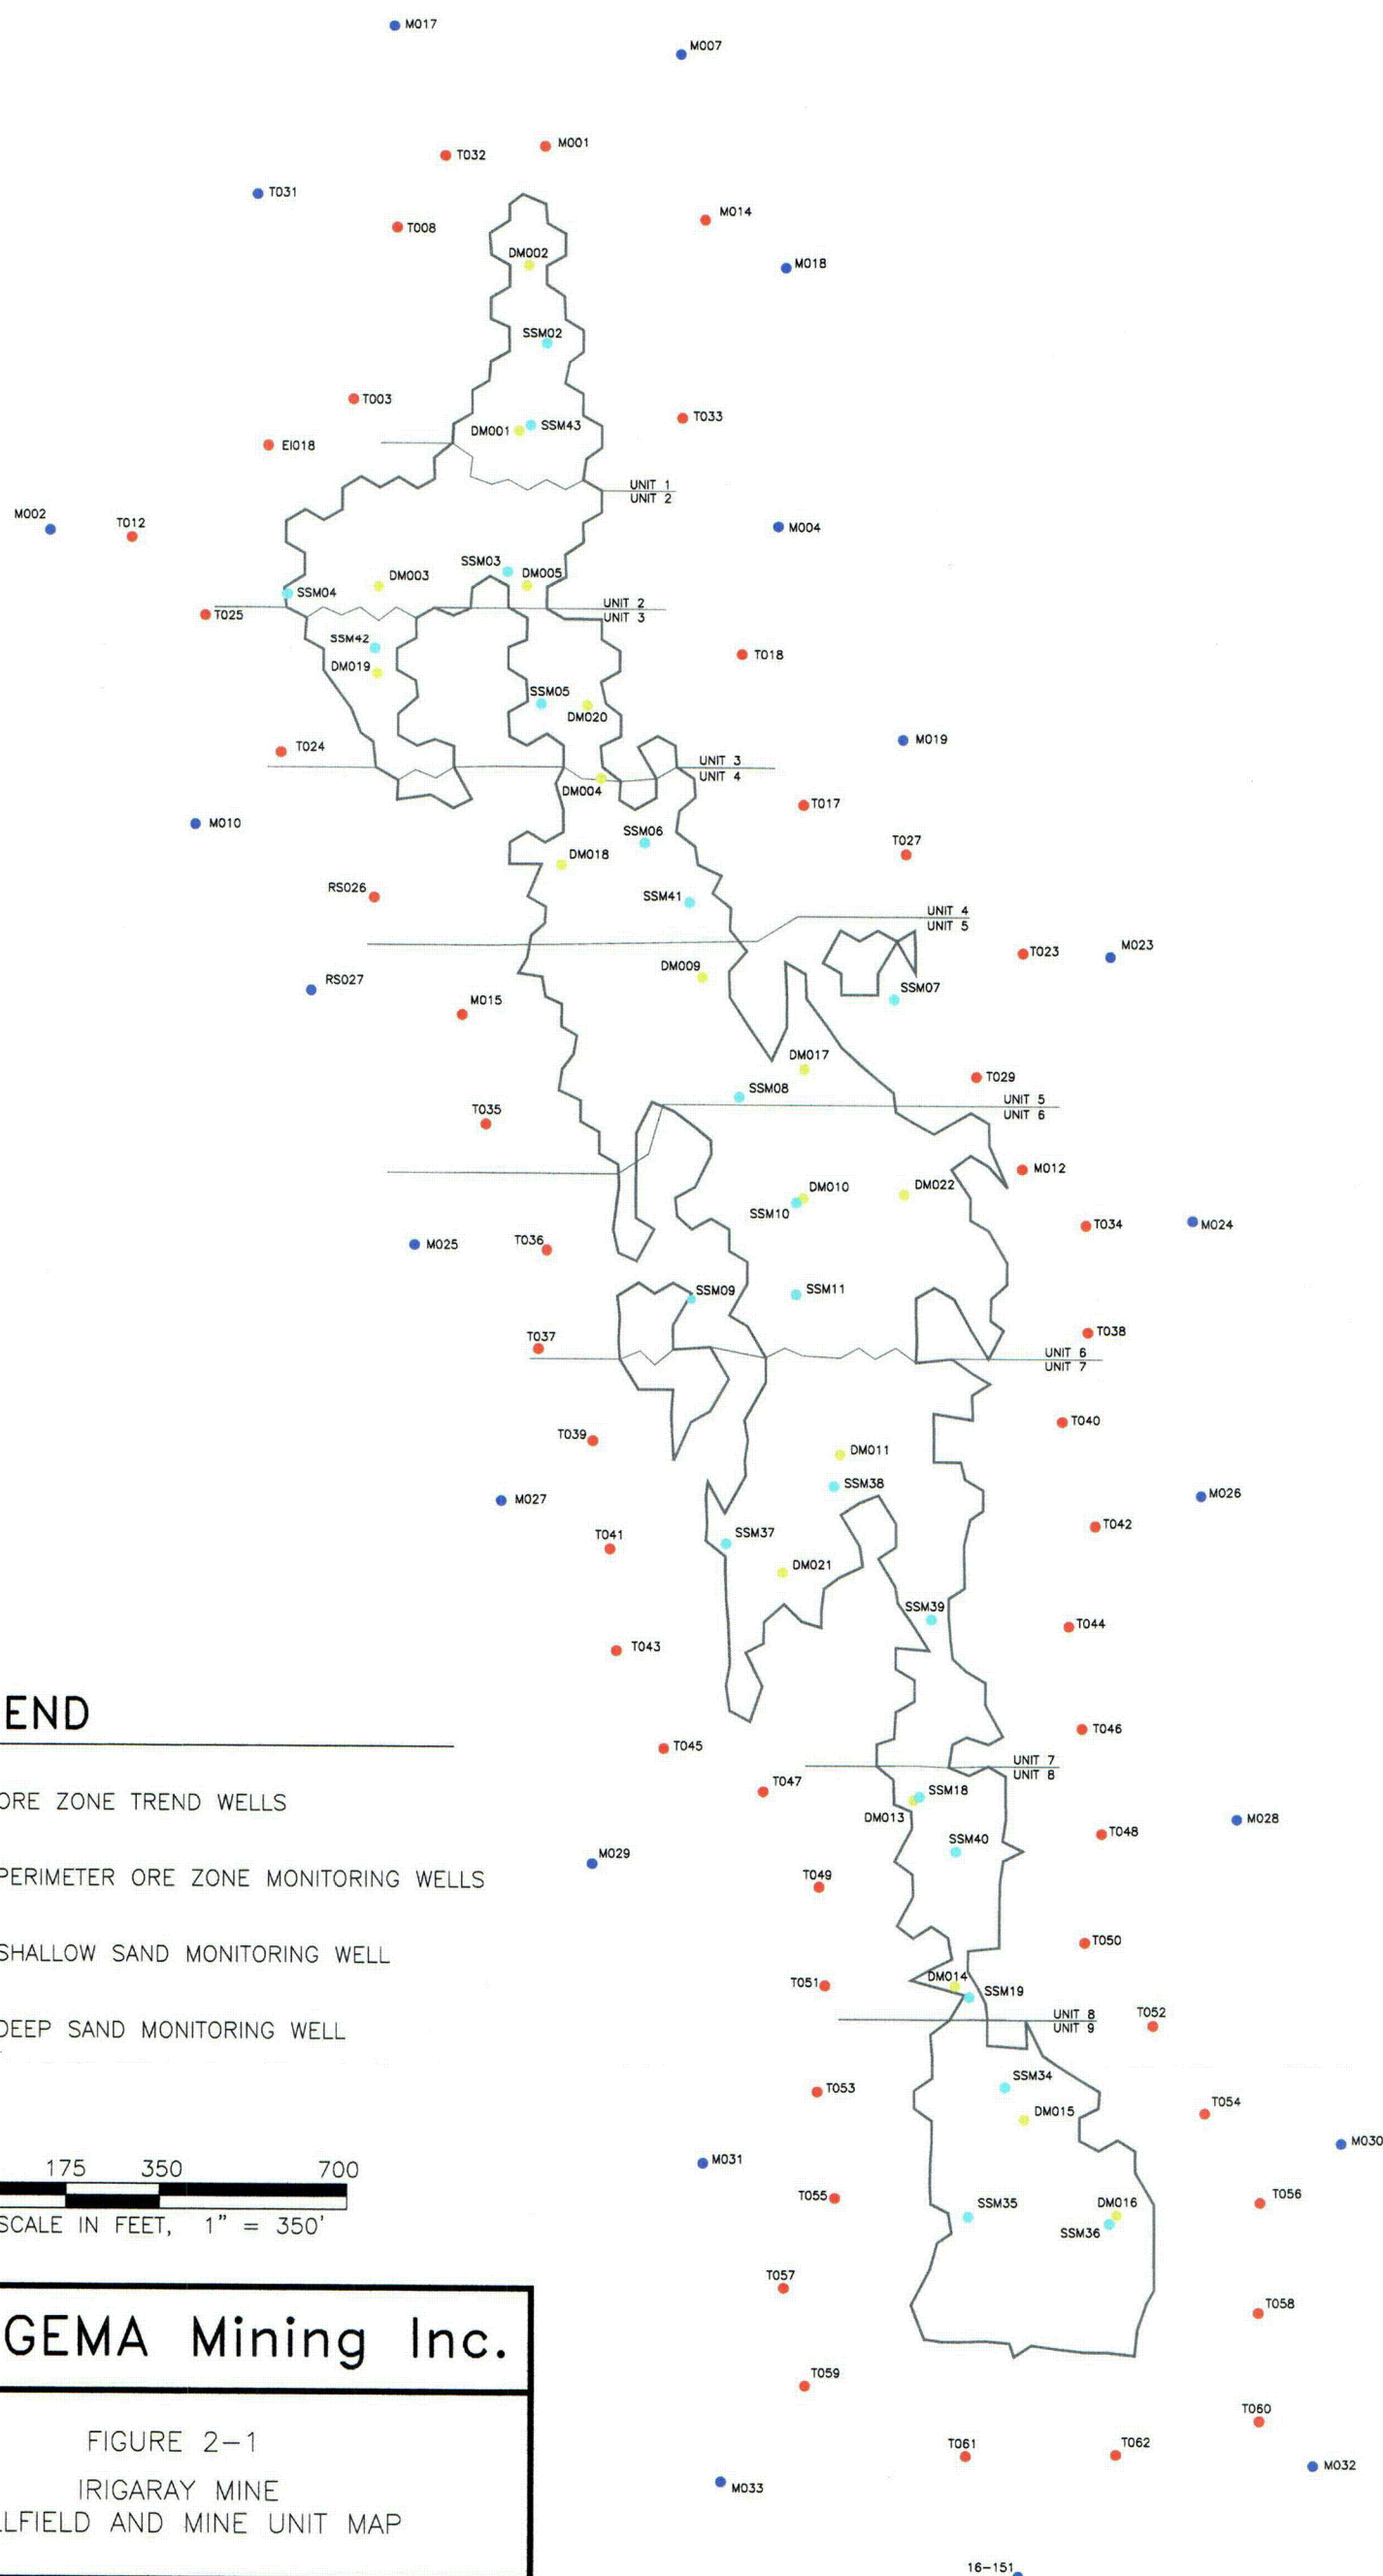 M017
M007
M001
T032
T031
M014
T008
DM002
M018
SSM02
T003
T033
SSM43
DM001
EI018
UNIT 1
UNIT 2
M002
T012
M004
SSM03
DM003
DM005
SSM04
UNIT 2
UNIT 3
T025
SSM42
T018
DM019
SSM05
DM020
M019
T024
UNIT 3
UNIT 4
DM004
T017
M010
SSM06
T027
DM018
RS026
SSM41
UNIT 4
UNIT 5
M023
T023
DM009
RS027
SSM07
M015
DM017
T029
SSM08
UNIT 5
UNIT 6
T035
M012
DM010
DM022
SSM10
T034
M024
T036
M025
SSM09
SSM11
T038
T037
UNIT 6
UNIT 7
T040
T039
DM011
SSM38
M026
M027
T042
T041
SSM37
DM021
SSM39
T044
T043
T046
T045
UNIT 7
UNIT 8
T047
SSM18
DM013
M028
T048
SSM40
M029
T049
T050
DM014
T051
SSM19
UNIT 8
UNIT 9
T052
SSM34
T053
T054
DM015
M030
M031
T055
SSM35
DM016
T056
SSM36
T057
T058
T059
T060
T061
T062
M032
M033
16-151
END
ORE ZONE TREND WELLS
PERIMETER ORE ZONE MONITORING WELLS
SHALLOW SAND MONITORING WELL
DEEP SAND MONITORING WELL
175 350 700
SCALE IN FEET, 1" = 350'
GEMA Mining Inc.
FIGURE 2-1
IRIGARAY MINE
LLFIELD AND MINE UNIT MAP